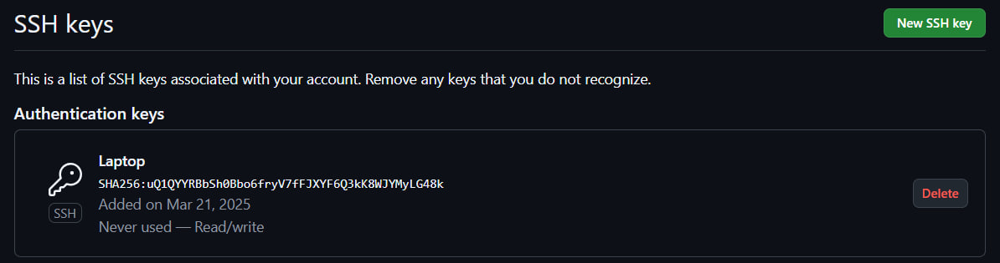 SSH keys
New SSH key
This is a list of SSH keys associated with your account. Remove any keys that you do not recognize.
Authentication keys
Laptop
SHA256:uQ1QYYRBbSh0Bbo6fryV7fFJXYF6Q3kK8WJYMyLG48k
SSH
Added on Mar 21, 2025
Never used — Read/write
Delete